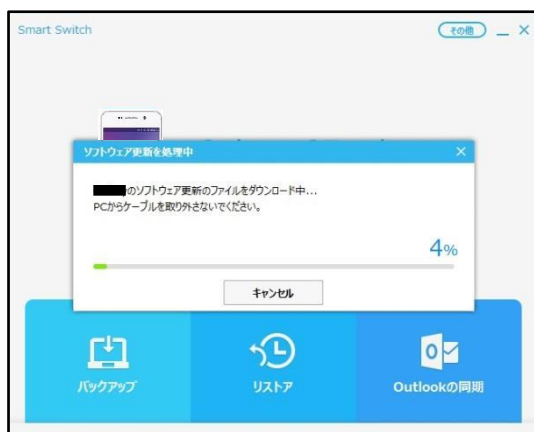 Smart Switch
その他
ソフトウェア更新を処理中
のソフトウェア更新のファイルをダウンロード中...
PCからケーブルを取り外さないでください。
4%
キャンセル
バックアップ
リストア
Outlookの同期